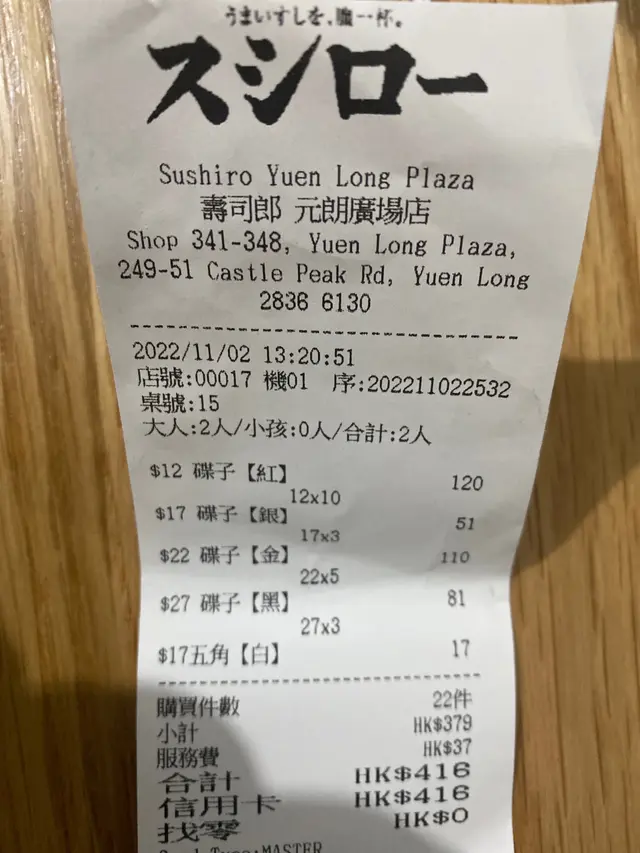 うまいすしを、腹一杯。
スシロー
Sushiro Yuen Long Plaza
壽司郎 元朗廣場店
Shop 341-348, Yuen Long Plaza,
249-51 Castle Peak Rd, Yuen Long
2836 6130
2022/11/02 13:20:51
店號:00017 機01 序:202211022532
桌號:15
大人:2人/小孩:0人/合計:2人
$12 碟子【紅】 120
12x10
$17 碟子【銀】 51
17x3
$22 碟子【金】 110
22x5
$27 碟子【黑】 81
27x3
$17五角【白】 17
購買件數 22件
小計 HK$379
服務費 HK$37
合計 HK$416
信用卡 HK$416
找零 HK$0
Card Type:MASTER